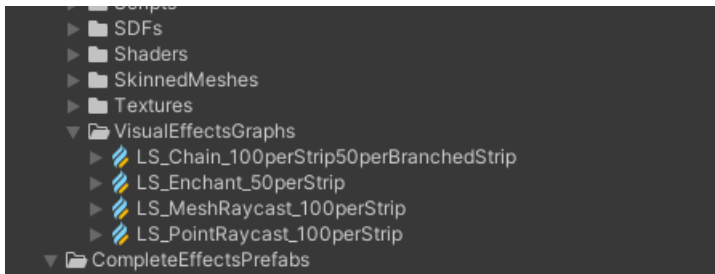 SDFs
Shaders
SkinnedMeshes
Textures
VisualEffectsGraphs
LS_Chain_100perStrip50perBranchedStrip
LS_Enchant_50perStrip
LS_MeshRaycast_100perStrip
LS_PointRaycast_100perStrip
CompleteEffectsPrefabs